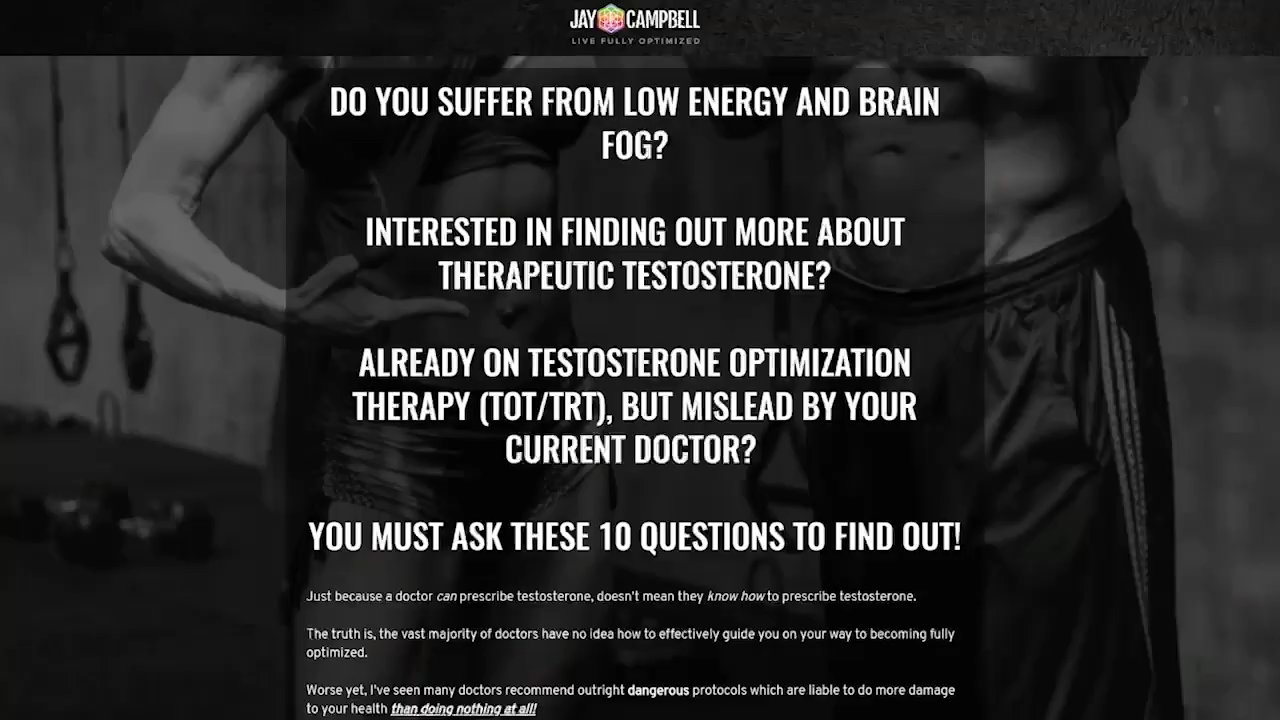 JAY CAMPBELL
LIVE FULLY OPTIMIZED
DO YOU SUFFER FROM LOW ENERGY AND BRAIN
FOG?
INTERESTED IN FINDING OUT MORE ABOUT
THERAPEUTIC TESTOSTERONE?
ALREADY ON TESTOSTERONE OPTIMIZATION
THERAPY (TOT/TRT), BUT MISLEAD BY YOUR
CURRENT DOCTOR?
YOU MUST ASK THESE 10 QUESTIONS TO FIND OUT!
Just because a doctor can prescribe testosterone, doesn't mean they know how to prescribe testosterone.
The truth is, the vast majority of doctors have no idea how to effectively guide you on your way to becoming fully
optimized.
Worse yet, I've seen many doctors recommend outright dangerous protocols which are liable to do more damage
to your health than doing nothing at all!